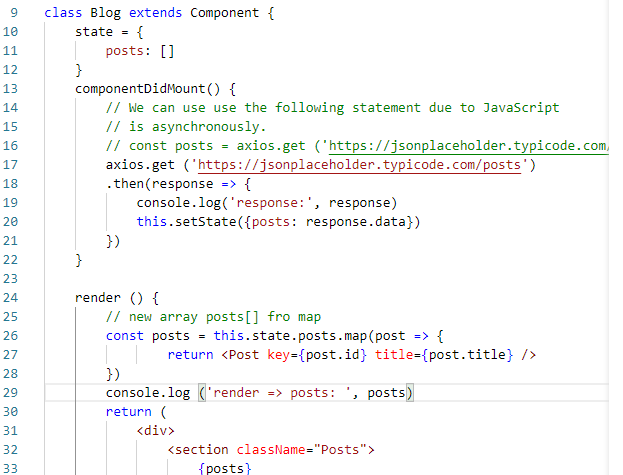 9 class Blog extends Component {
10 state = {
11 posts: []
12 }
13 componentDidMount() {
14 // We can use use the following statement due to JavaScript
15 // is asynchronously.
16 // const posts = axios.get ('https://jsonplaceholder.typicode.com/
17 axios.get ('https://jsonplaceholder.typicode.com/posts')
18 .then(response => {
19 console.log('response:', response)
20 this.setState({posts: response.data})
21 })
22 }
23
24 render () {
25 // new array posts[] fro map
26 const posts = this.state.posts.map(post => {
27 return <Post key={post.id} title={post.title} />
28 })
29 console.log ('render => posts: ', posts)
30 return (
31 <div>
32 <section className="Posts">
33 {posts}